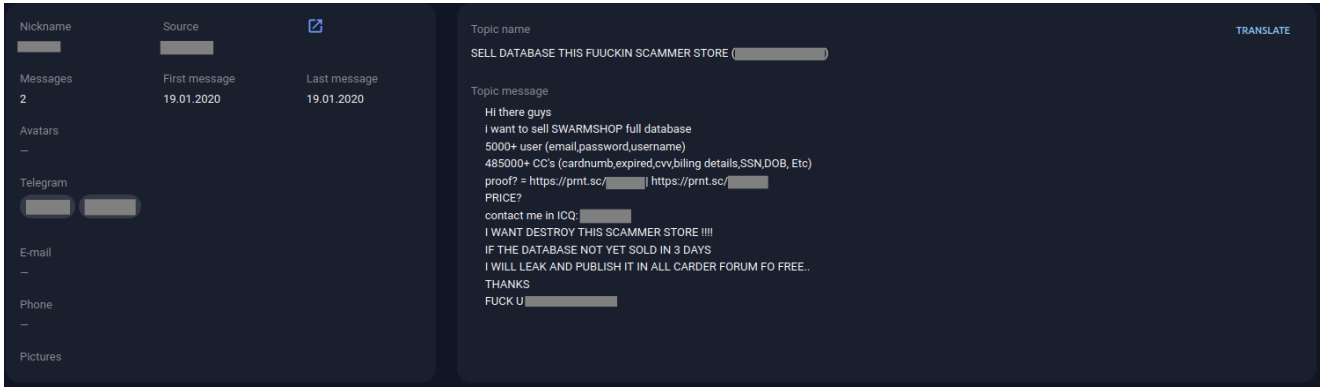 Nickname
Source
Messages
First message
Last message
2
19.01.2020
19.01.2020
Avatars
—
Telegram
E-mail
—
Phone
—
Pictures
Topic name
TRANSLATE
SELL DATABASE THIS FUUCKIN SCAMMER STORE ( )
Topic message
Hi there guys
i want to sell SWARMSHOP full database
5000+ user (email,password,username)
485000+ CC's (cardnumb,expired,cvv,biling details,SSN,DOB, Etc)
proof? = https://prnt.sc/ | https://prnt.sc/
PRICE?
contact me in ICQ:
I WANT DESTROY THIS SCAMMER STORE !!!!
IF THE DATABASE NOT YET SOLD IN 3 DAYS
I WILL LEAK AND PUBLISH IT IN ALL CARDER FORUM FO FREE..
THANKS
FUCK U